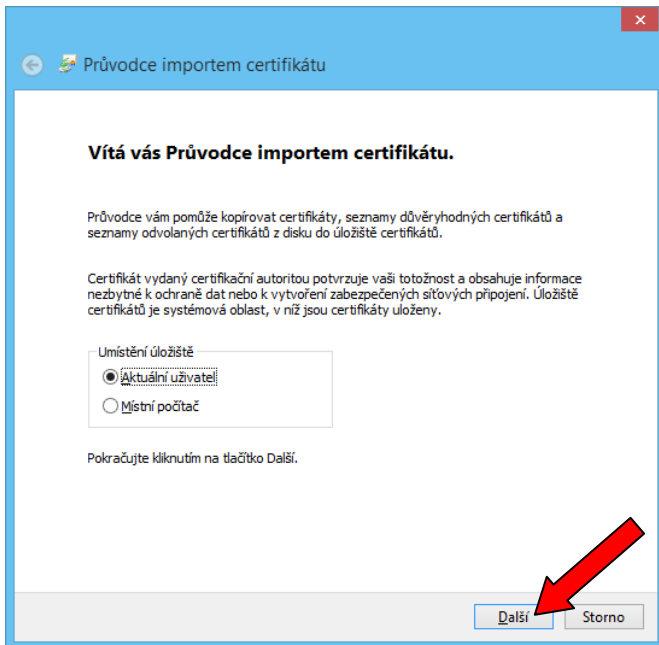 Průvodce importem certifikátu
Vítá vás Průvodce importem certifikátu.
Průvodce vám pomůže kopírovat certifikáty, seznamy důvěryhodných certifikátů a
seznamy odvolaných certifikátů z disku do úložiště certifikátů.
Certifikát vydaný certifikační autoritou potvrzuje vaši totožnost a obsahuje informace
nezbytné k ochraně dat nebo k vytvoření zabezpečených síťových připojení. Úložiště
certifikátů je systémová oblast, v níž jsou certifikáty uloženy.
Umístění úložiště
Aktuální uživatel
Místní počítač
Pokračujte kliknutím na tlačítko Další.
Další
Storno